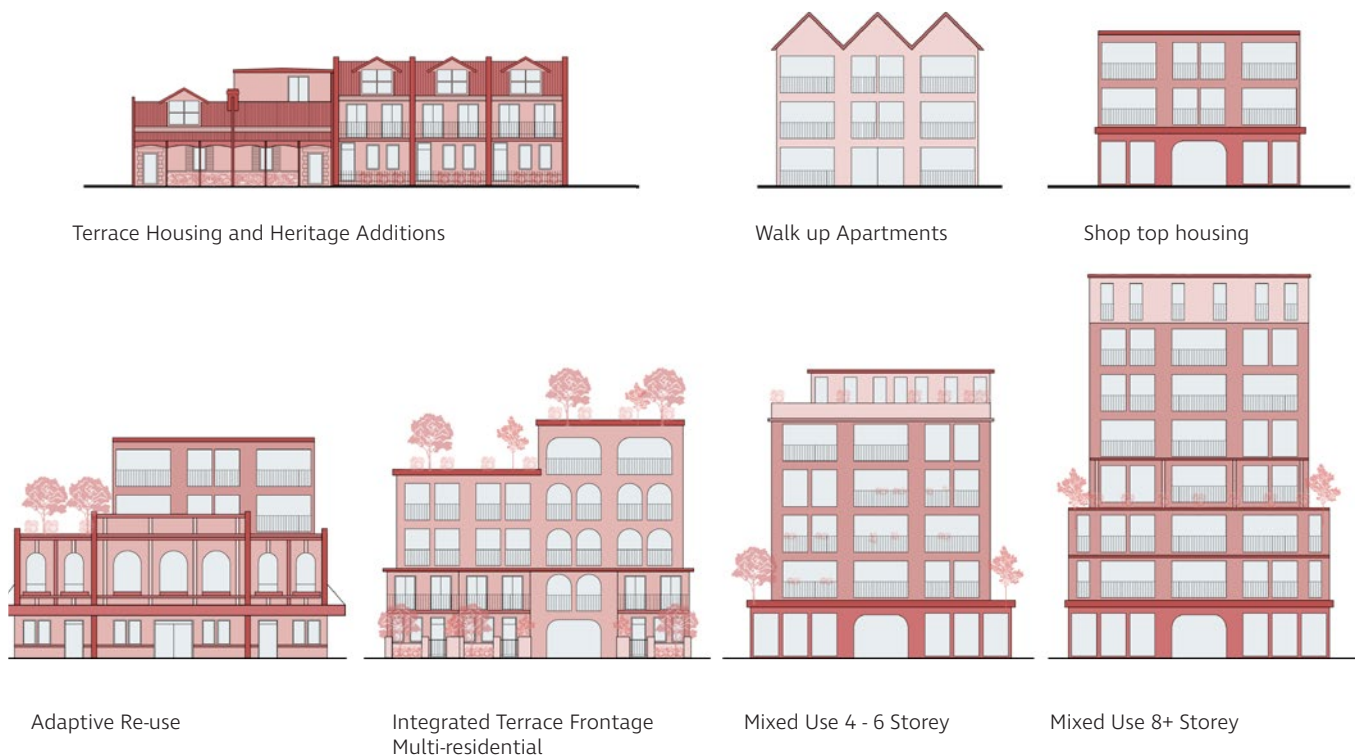 Terrace Housing and Heritage Additions
Walk up Apartments
Shop top housing
Adaptive Re-use
Integrated Terrace Frontage
Multi-residential
Mixed Use 4 - 6 Storey
Mixed Use 8+ Storey